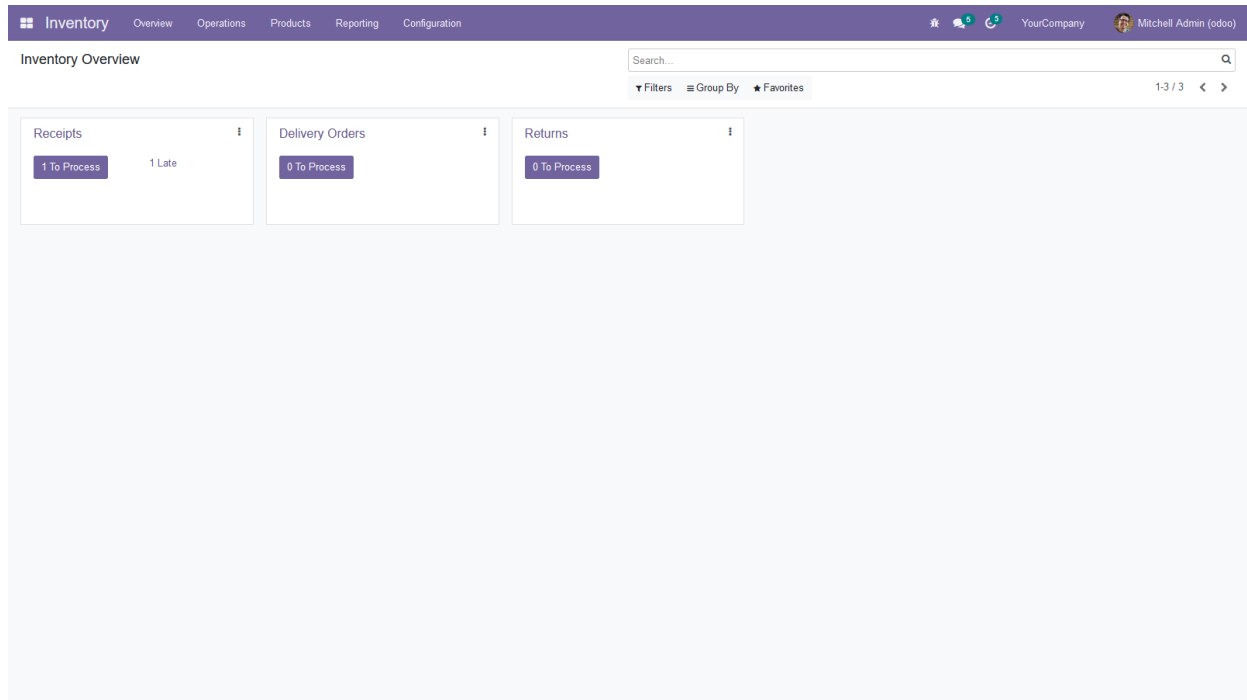 Inventory Overview Operations Products Reporting Configuration 5 5 YourCompany Mitchell Admin (odoo)
Inventory Overview
Search...
Filters Group By Favorites 1-3 / 3
Receipts
1 To Process 1 Late
Delivery Orders
0 To Process
Returns
0 To Process